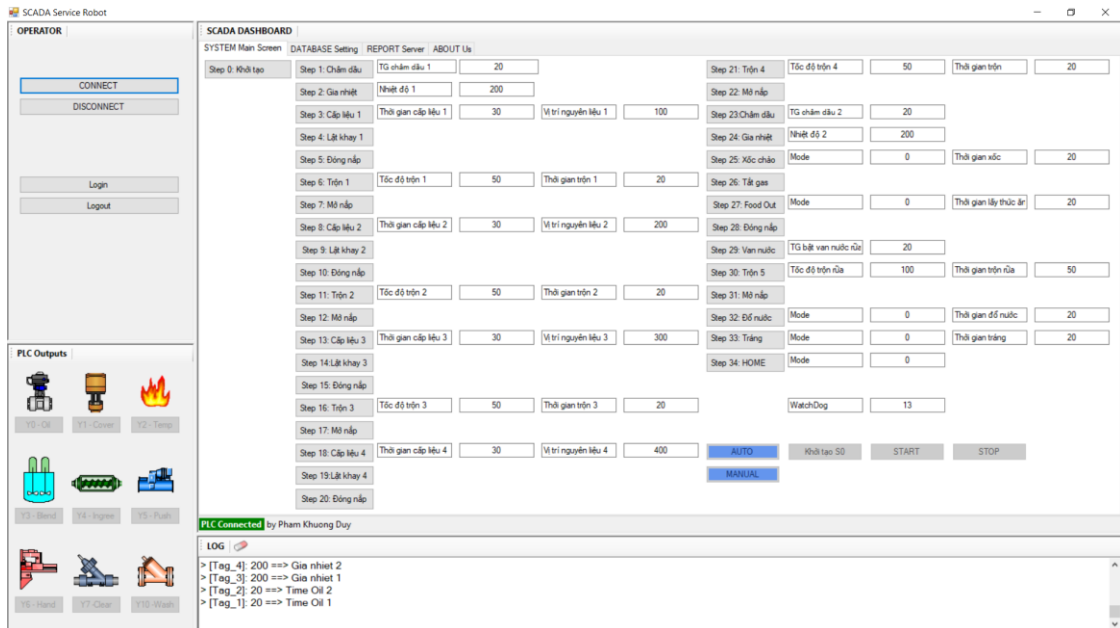 SCADA Service Robot
OPERATOR
CONNECT
DISCONNECT
Login
Logout
SCADA DASHBOARD
SYSTEM Main Screen DATABASE Setting REPORT Server ABOUT Us
Step 0: Khởi tạo
Step 1: Châm dầu TG châm dầu 1 20
Step 2: Gia nhiệt Nhiệt độ 1 200
Step 3: Cấp liệu 1 Thời gian cấp liệu 1 30 Vị trí nguyên liệu 1 100
Step 4: Lật khay 1
Step 5: Đóng nắp
Step 6: Trộn 1 Tốc độ trộn 1 50 Thời gian trộn 1 20
Step 7: Mở nắp
Step 8: Cấp liệu 2 Thời gian cấp liệu 2 30 Vị trí nguyên liệu 2 200
Step 9: Lật khay 2
Step 10: Đóng nắp
Step 11: Trộn 2 Tốc độ trộn 2 50 Thời gian trộn 2 20
Step 12: Mở nắp
Step 13: Cấp liệu 3 Thời gian cấp liệu 3 30 Vị trí nguyên liệu 3 300
Step 14:Lật khay 3
Step 15: Đóng nắp
Step 16: Trộn 3 Tốc độ trộn 3 50 Thời gian trộn 3 20
Step 17: Mở nắp
Step 18: Cấp liệu 4 Thời gian cấp liệu 4 30 Vị trí nguyên liệu 4 400
Step 19:Lật khay 4
Step 20: Đóng nắp
Step 21: Trộn 4 Tốc độ trộn 4 50 Thời gian trộn 20
Step 22: Mở nắp
Step 23:Châm dầu TG châm dầu 2 20
Step 24: Gia nhiệt Nhiệt độ 2 200
Step 25: Xốc chảo Mode 0 Thời gian xốc 20
Step 26: Tắt gas
Step 27: Food Out Mode 0 Thời gian lấy thức ăn 20
Step 28: Đóng nắp
Step 29: Van nước TG bật van nước rửa 20
Step 30: Trộn 5 Tốc độ trộn rửa 100 Thời gian trộn rửa 50
Step 31: Mở nắp
Step 32: Đổ nước Mode 0 Thời gian đổ nước 20
Step 33: Tráng Mode 0 Thời gian tráng 20
Step 34: HOME Mode 0
WatchDog 13
AUTO Khởi tạo S0 START STOP
MANUAL
PLC Outputs
Y0 - Oil Y1 - Cover Y2 - Temp
Y3 - Blend Y4 - Ingree Y5 - Push
Y6 - Hand Y7 -Clear Y10 -Wash
PLC Connected by Pham Khuong Duy
LOG
> [Tag_4]: 200 ==> Gia nhiet 2
> [Tag_3]: 200 ==> Gia nhiet 1
> [Tag_2]: 20 ==> Time Oil 2
> [Tag_1]: 20 ==> Time Oil 1